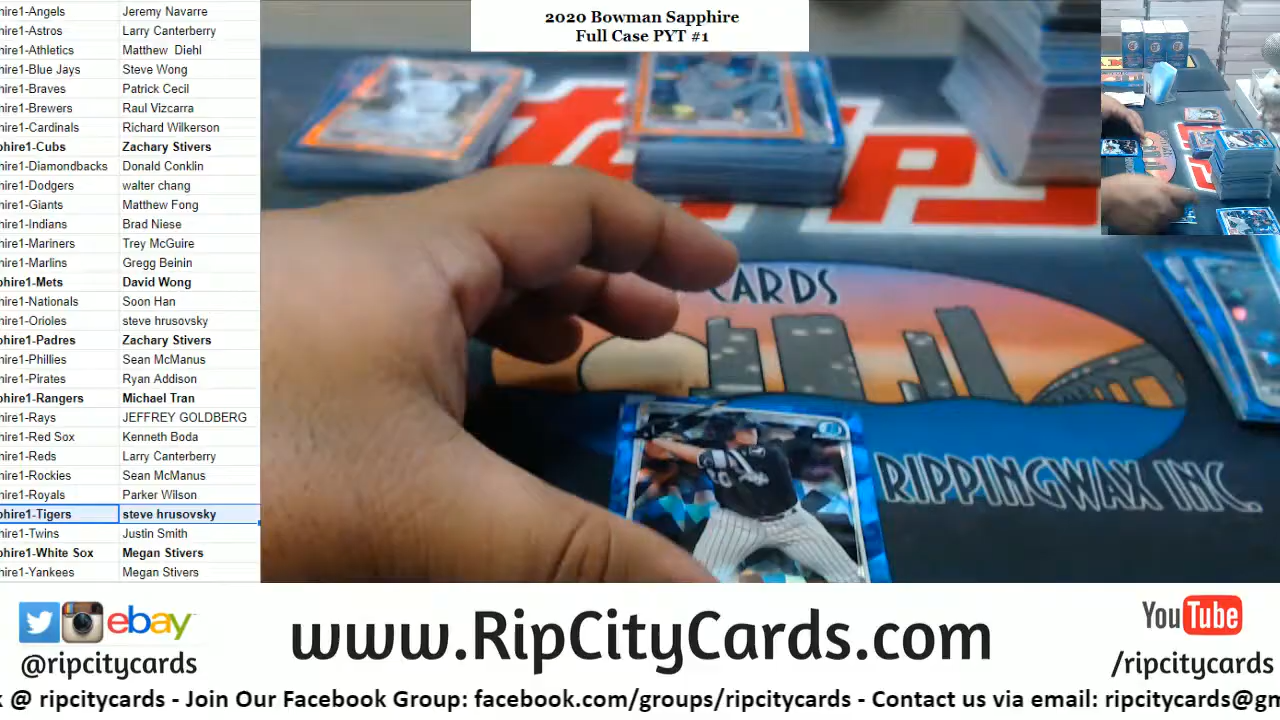 hire1-Angels Jeremy Navarre
hire1-Astros Larry Canterberry
hire1-Athletics Matthew Diehl
hire1-Blue Jays Steve Wong
hire1-Braves Patrick Cecil
hire1-Brewers Raul Vizcarra
hire1-Cardinals Richard Wilkerson
phire1-Cubs Zachary Stivers
phire1-Diamondbacks Donald Conklin
hire1-Dodgers walter chang
hire1-Giants Matthew Fong
hire1-Indians Brad Niese
hire1-Mariners Trey McGuire
hire1-Marlins Gregg Beinin
phire1-Mets David Wong
hire1-Nationals Soon Han
hire1-Orioles steve hrusovsky
phire1-Padres Zachary Stivers
hire1-Phillies Sean McManus
hire1-Pirates Ryan Addison
phire1-Rangers Michael Tran
hire1-Rays JEFFREY GOLDBERG
hire1-Red Sox Kenneth Boda
hire1-Reds Larry Canterberry
hire1-Rockies Sean McManus
hire1-Royals Parker Wilson
phire1-Tigers steve hrusovsky
hire1-Twins Justin Smith
phire1-White Sox Megan Stivers
hire1-Yankees Megan Stivers
2020 Bowman Sapphire
Full Case PYT #1
CARDS
RIPPINGWAX INC.
ebay
@ripcitycards
www.RipCityCards.com
YouTube
/ripcitycards
k @ ripcitycards - Join Our Facebook Group: facebook.com/groups/ripcitycards - Contact us via email: ripcitycards@gm